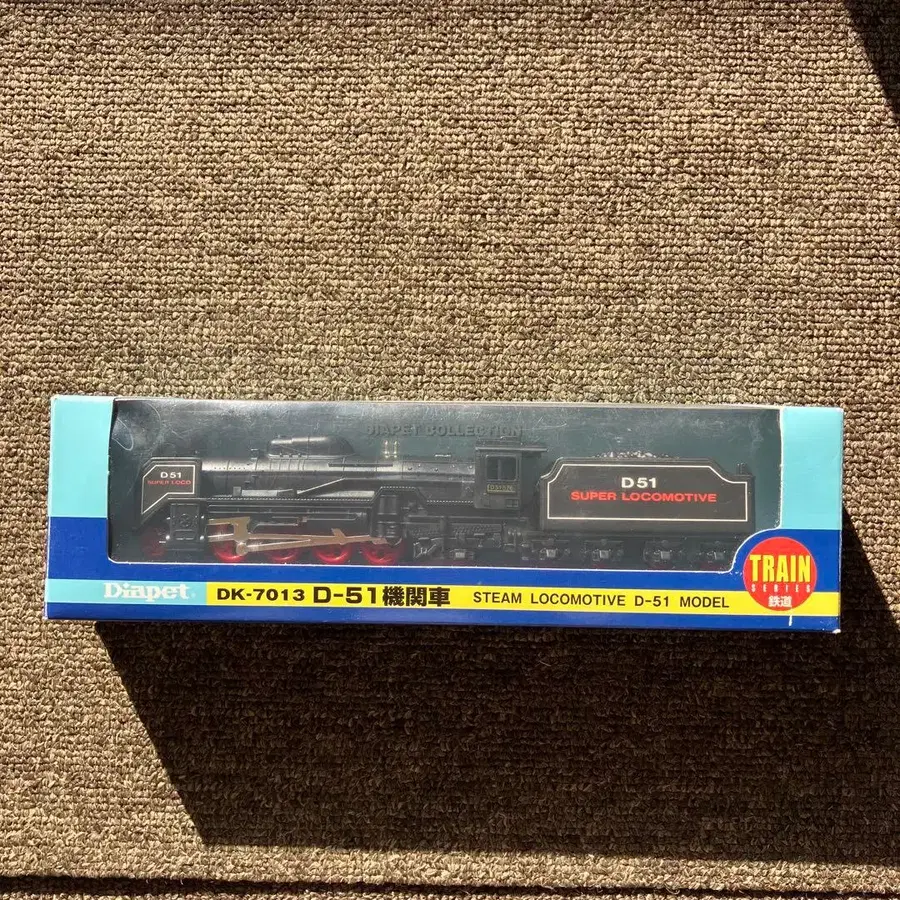 DIAPET COLLECTION
D51
SUPER LOCO
D51
SUPER LOCOMOTIVE
Diapet
DK-7013 D-51機関車
STEAM LOCOMOTIVE D-51 MODEL
TRAIN
SERIES
鉄道